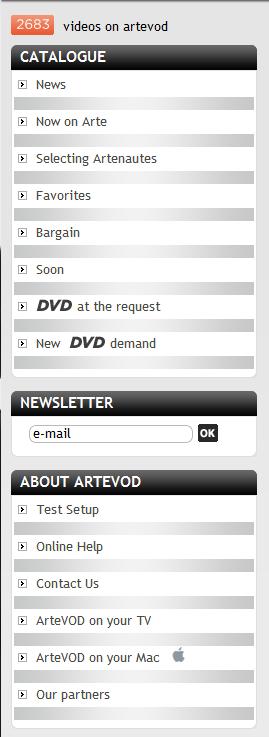 2683 videos on artevod
CATALOGUE
News
Now on Arte
Selecting Artenautes
Favorites
Bargain
Soon
DVD at the request
New DVD demand
NEWSLETTER
e-mail OK
ABOUT ARTEVOD
Test Setup
Online Help
Contact Us
ArteVOD on your TV
ArteVOD on your Mac
Our partners